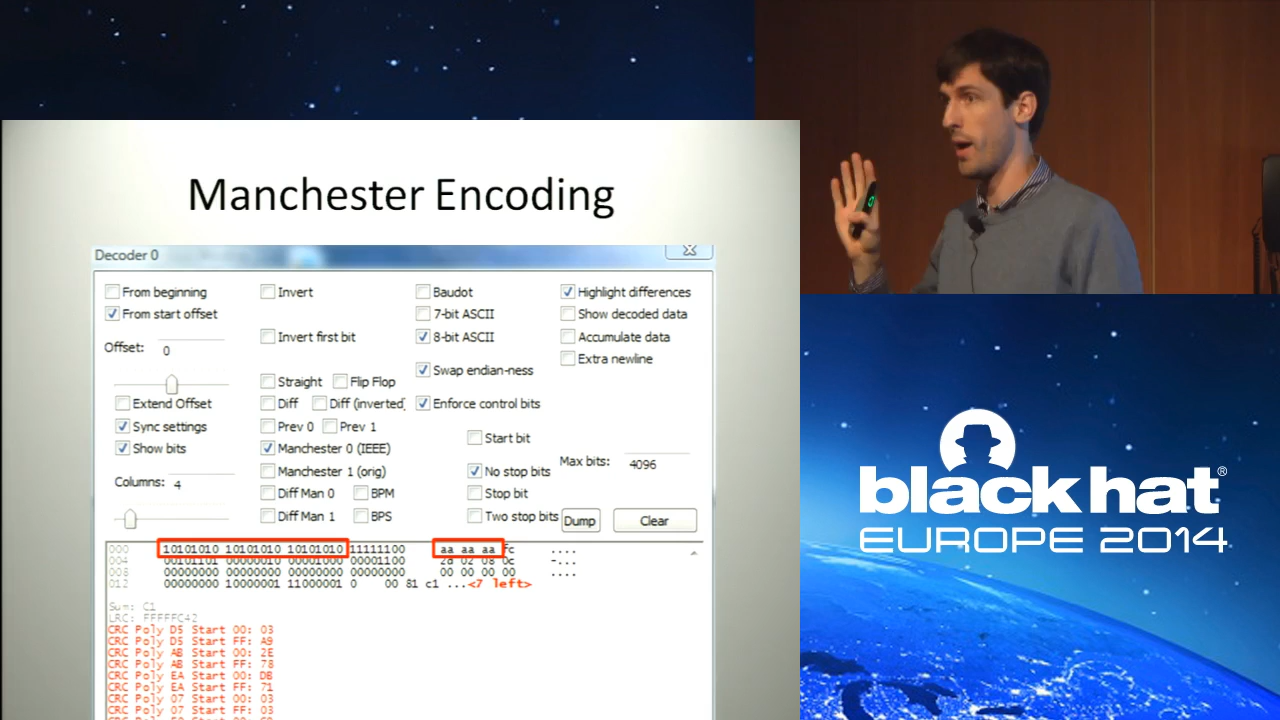 Manchester Encoding
Decoder 0
From beginning Invert Baudot Highlight differences
From start offset 7-bit ASCII Show decoded data
Invert first bit 8-bit ASCII Accumulate data
Offset: 0 Extra newline
Swap endian-ness
Straight Flip Flop
Extend Offset Diff Diff (inverted) Enforce control bits
Sync settings Prev 0 Prev 1
Show bits Manchester 0 (IEEE) Start bit
Manchester 1 (orig) No stop bits Max bits: 4096
Columns: 4
Diff Man 0 BPM Stop bit
Diff Man 1 BPS Two stop bits Dump Clear
000 10101010 10101010 10101010 11111100 aa aa aa fc ....
004 00101101 00000010 00001000 00001100 02 08 0c -...
008 00000000 00000000 00000000 00000000 00 00 00 00 ....
012 00000000 10000001 11000001 0 00 81 c1 ...<7 left>
Sum: C1
LRC: FFFFFC42
CRC Poly D5 Start 00: 03
CRC Poly D5 Start FF: A9
CRC Poly AB Start 00: 2E
CRC Poly AB Start FF: 78
CRC Poly EA Start 00: DB
CRC Poly EA Start FF: 71
CRC Poly 07 Start 00: 03
CRC Poly 07 Start FF: 03
black hat®
EUROPE 2014